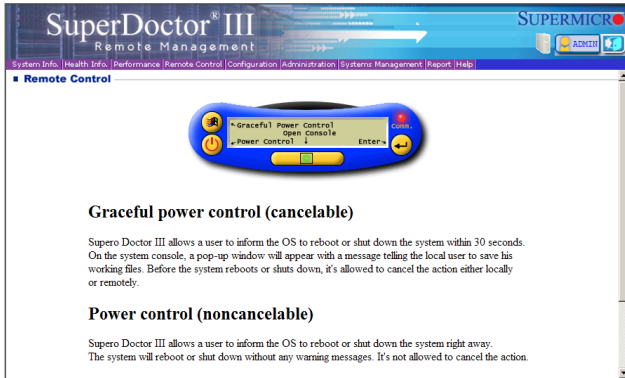 SuperDoctor® III
Remote Management
SUPERMICR
ADMIN
System Info. |Health Info. |Performance |Remote Control |Configuration |Administration |Systems Management |Report |Help|
Remote Control
Graceful Power Control
Open Console
Power Control ↓ Enter
Comm.
Graceful power control (cancelable)
Supero Doctor III allows a user to inform the OS to reboot or shut down the system within 30 seconds.
On the system console, a pop-up window will appear with a message telling the local user to save his
working files. Before the system reboots or shuts down, it's allowed to cancel the action either locally
or remotely.
Power control (noncancelable)
Supero Doctor III allows a user to inform the OS to reboot or shut down the system right away.
The system will reboot or shut down without any warning messages. It's not allowed to cancel the action.